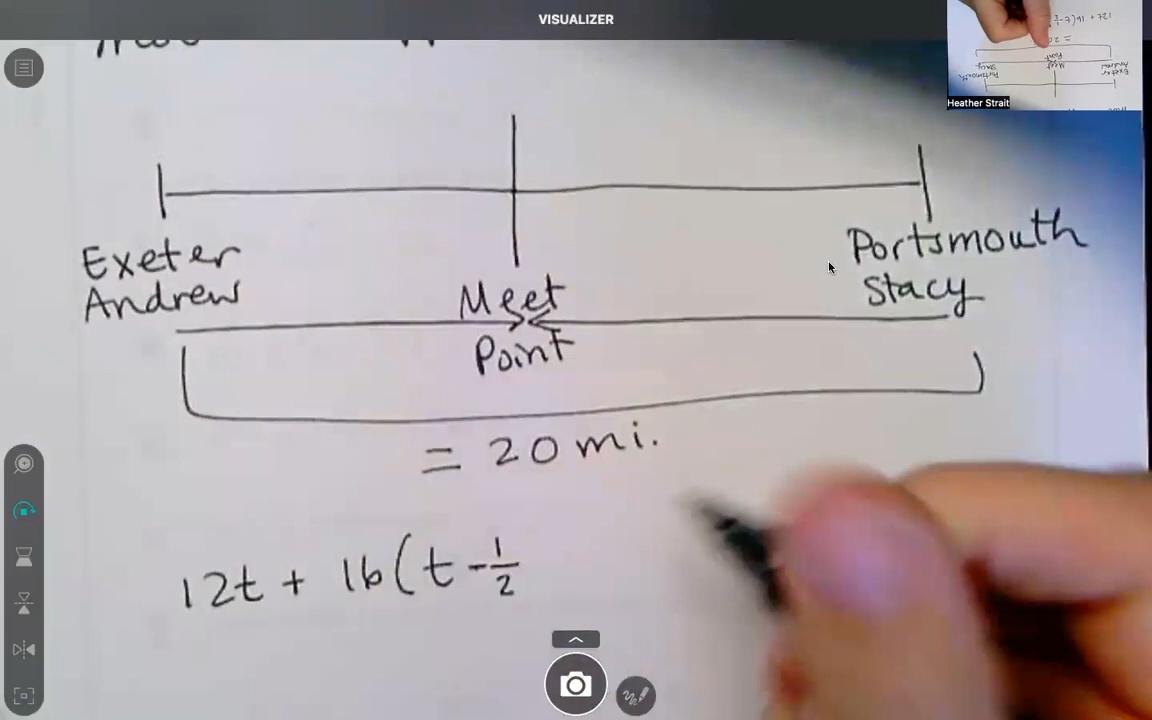 VISUALIZER
Heather Strait
Exeter
Andrew
Portsmouth
Stacy
Meet
Point
= 20 mi.
12t + 16(t - 1/2